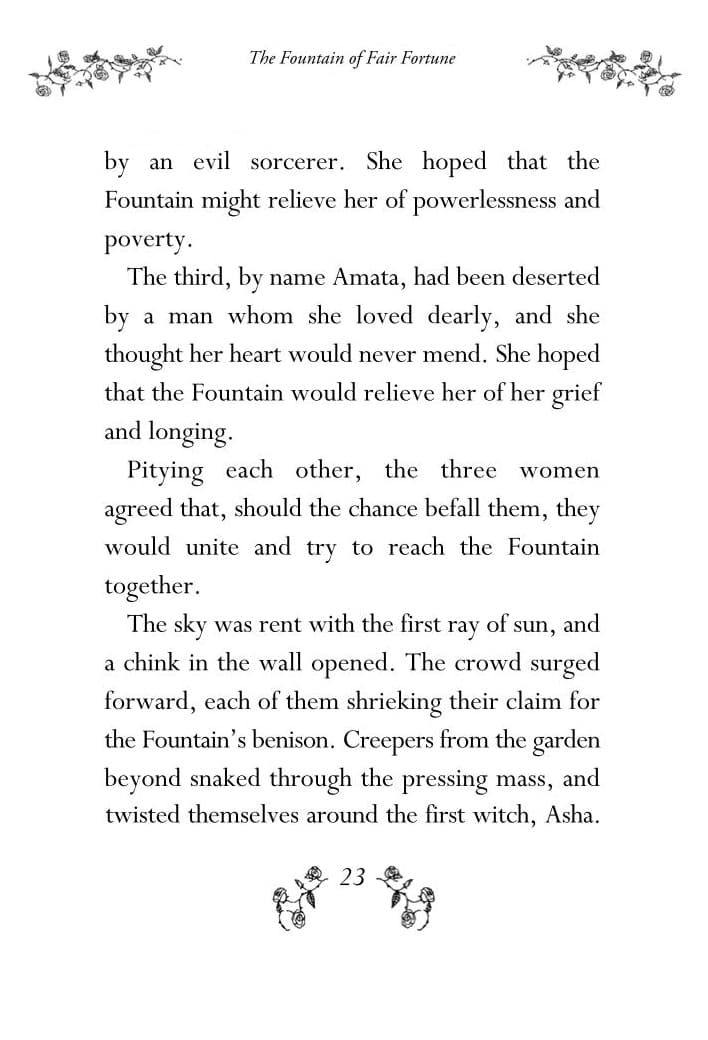 The Fountain of Fair Fortune
by an evil sorcerer. She hoped that the
Fountain might relieve her of powerlessness and
poverty.
The third, by name Amata, had been deserted
by a man whom she loved dearly, and she
thought her heart would never mend. She hoped
that the Fountain would relieve her of her grief
and longing.
Pitying each other, the three women
agreed that, should the chance befall them, they
would unite and try to reach the Fountain
together.
The sky was rent with the first ray of sun, and
a chink in the wall opened. The crowd surged
forward, each of them shrieking their claim for
the Fountain’s benison. Creepers from the garden
beyond snaked through the pressing mass, and
twisted themselves around the first witch, Asha.
23